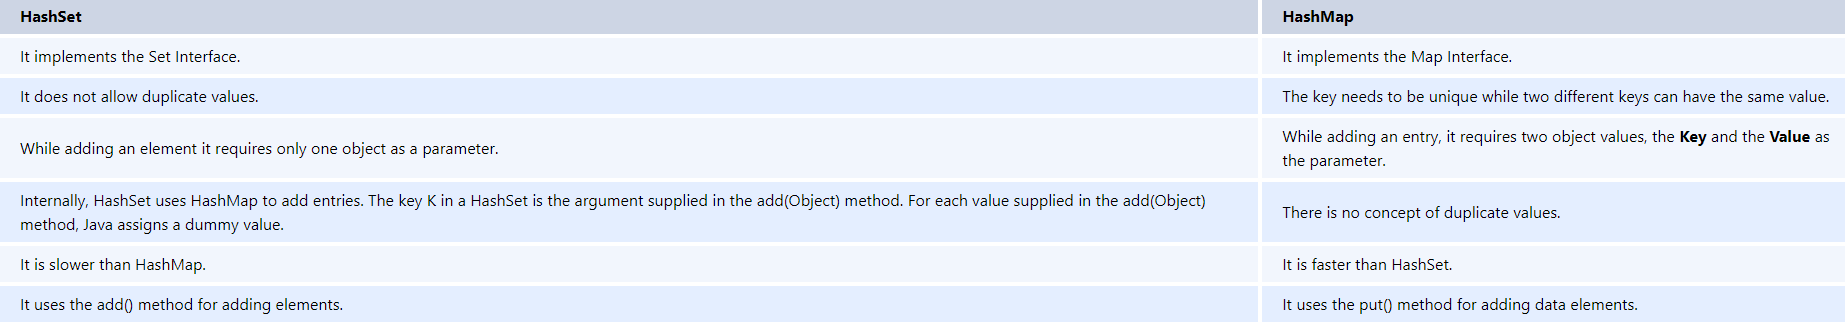 HashSet
HashMap
It implements the Set Interface.
It implements the Map Interface.
It does not allow duplicate values.
The key needs to be unique while two different keys can have the same value.
While adding an element it requires only one object as a parameter.
While adding an entry, it requires two object values, the Key and the Value as
the parameter.
Internally, HashSet uses HashMap to add entries. The key K in a HashSet is the argument supplied in the add(Object) method. For each value supplied in the add(Object)
method, Java assigns a dummy value.
There is no concept of duplicate values.
It is slower than HashMap.
It is faster than HashSet.
It uses the add() method for adding elements.
It uses the put() method for adding data elements.